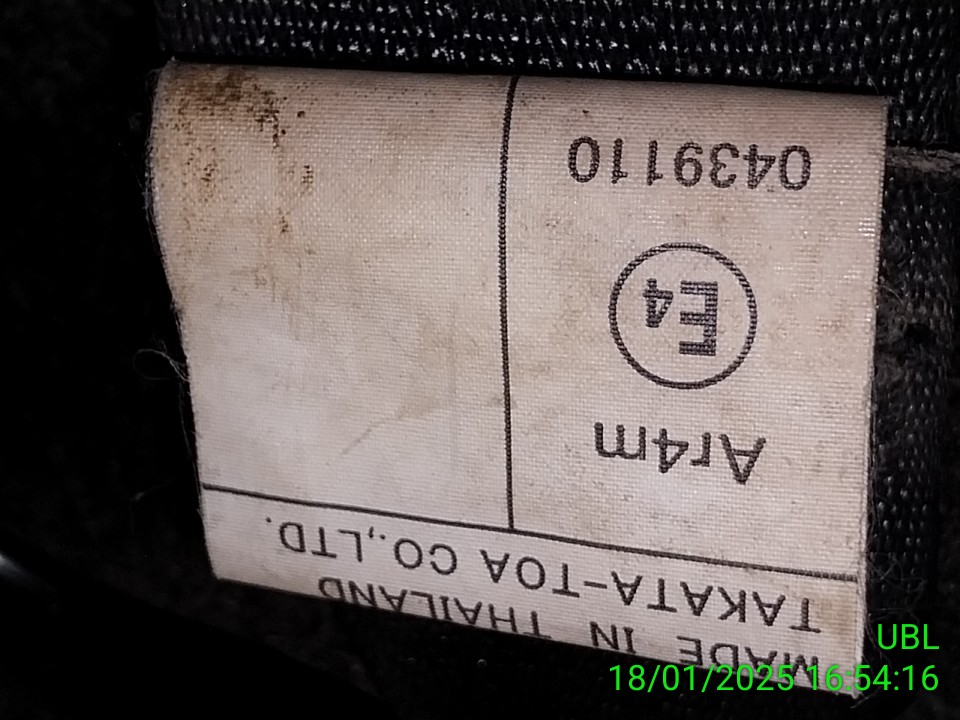 MADE IN THAILAND
TAKATA-TOA CO.,LTD.
Ar4m
E4
0439110
UBL
18/01/2025 16:54:16